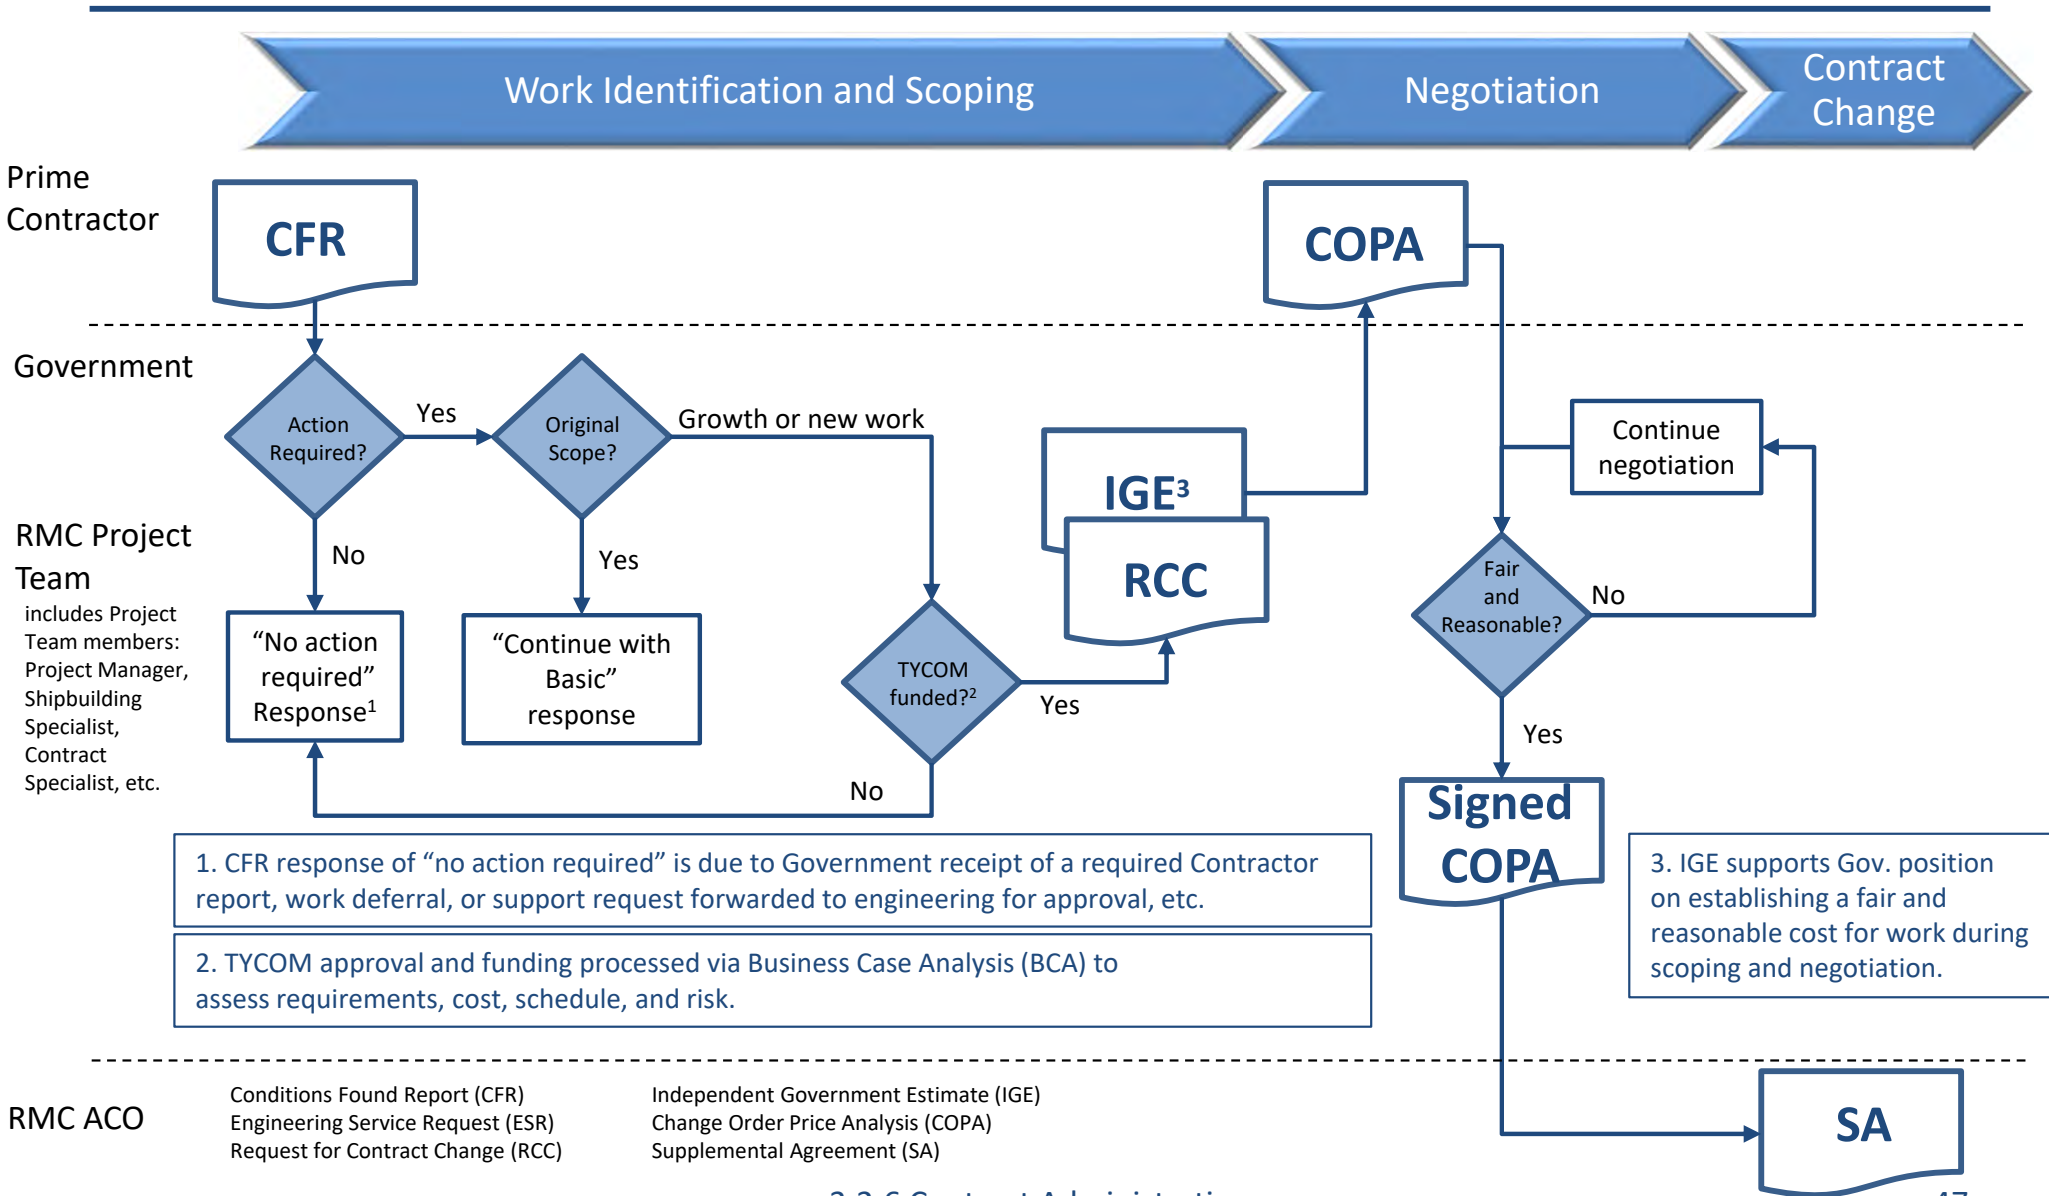 Work Identification and Scoping
Negotiation
Contract
Change
Prime
Contractor
CFR
COPA
Government
Action
Required?
Yes
Original
Scope?
Growth or new work
Continue
negotiation
IGE3
RCC
RMC Project
Team
includes Project
Team members:
Project Manager,
Shipbuilding
Specialist,
Contract
Specialist, etc.
No
Yes
Fair
and
Reasonable?
No
“No action
required”
Response1
“Continue with
Basic”
response
TYCOM
funded?2
Yes
No
Yes
Signed
COPA
1. CFR response of “no action required” is due to Government receipt of a required Contractor
report, work deferral, or support request forwarded to engineering for approval, etc.
2. TYCOM approval and funding processed via Business Case Analysis (BCA) to
assess requirements, cost, schedule, and risk.
3. IGE supports Gov. position
on establishing a fair and
reasonable cost for work during
scoping and negotiation.
RMC ACO
Conditions Found Report (CFR)
Engineering Service Request (ESR)
Request for Contract Change (RCC)
Independent Government Estimate (IGE)
Change Order Price Analysis (COPA)
Supplemental Agreement (SA)
SA